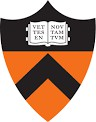 VET NOV
TES TAM
EN TVM